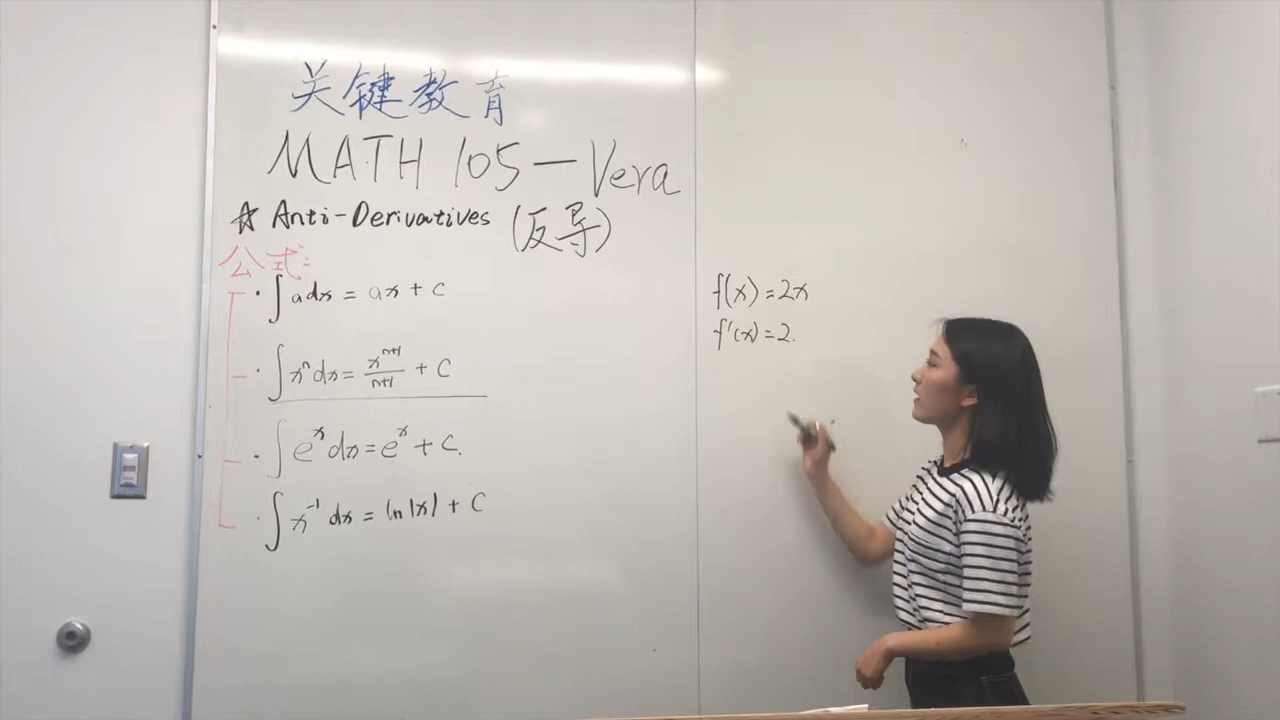 关键教育
MATH 105 — Vera
☆ Anti-Derivatives (反导)
公式:
· ∫ a dx = ax + C
· ∫ xⁿ dx = xⁿ⁺¹/n+1 + C
· ∫ eˣ dx = eˣ + C.
· ∫ x⁻¹ dx = ln |x| + C
f(x) = 2x
f'(x) = 2.